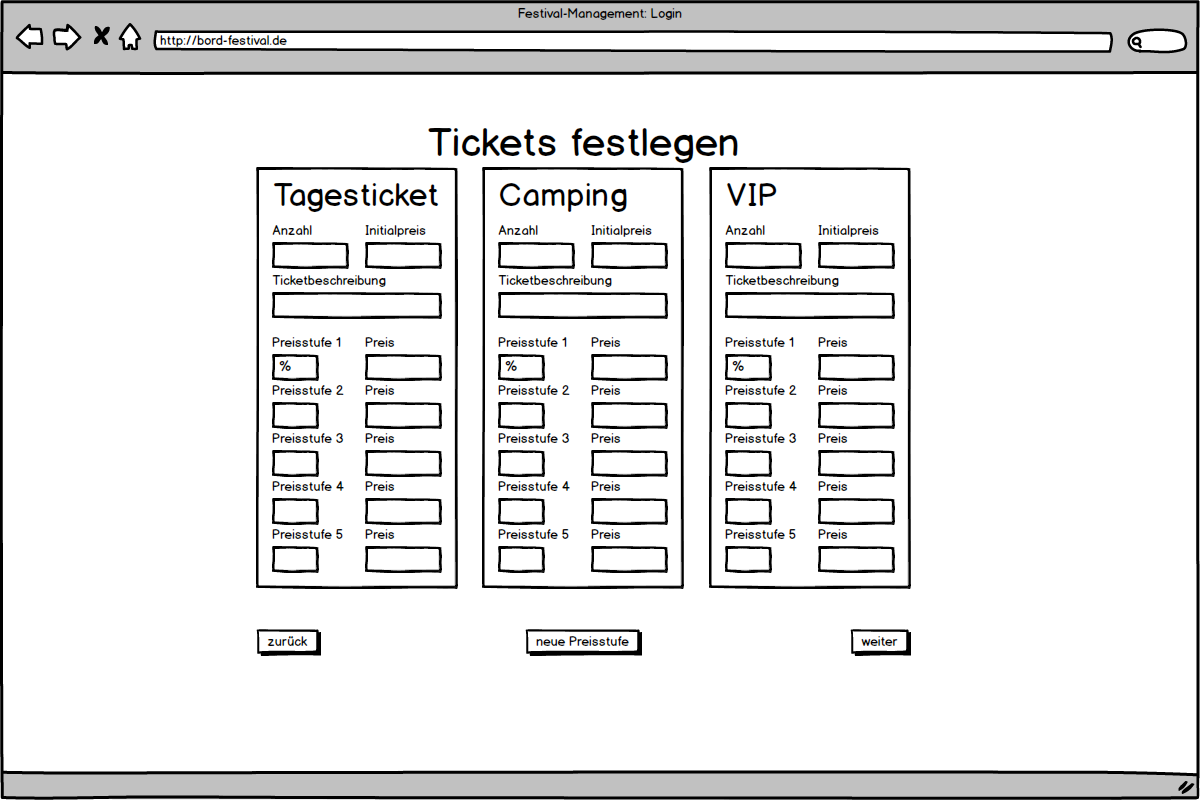 Festival-Management: Login
http://bord-festival.de
Tickets festlegen
Tagesticket
Anzahl Initialpreis
Ticketbeschreibung
Preisstufe 1 Preis
%
Preisstufe 2 Preis
Preisstufe 3 Preis
Preisstufe 4 Preis
Preisstufe 5 Preis
Camping
Anzahl Initialpreis
Ticketbeschreibung
Preisstufe 1 Preis
%
Preisstufe 2 Preis
Preisstufe 3 Preis
Preisstufe 4 Preis
Preisstufe 5 Preis
VIP
Anzahl Initialpreis
Ticketbeschreibung
Preisstufe 1 Preis
%
Preisstufe 2 Preis
Preisstufe 3 Preis
Preisstufe 4 Preis
Preisstufe 5 Preis
zurück neue Preisstufe weiter